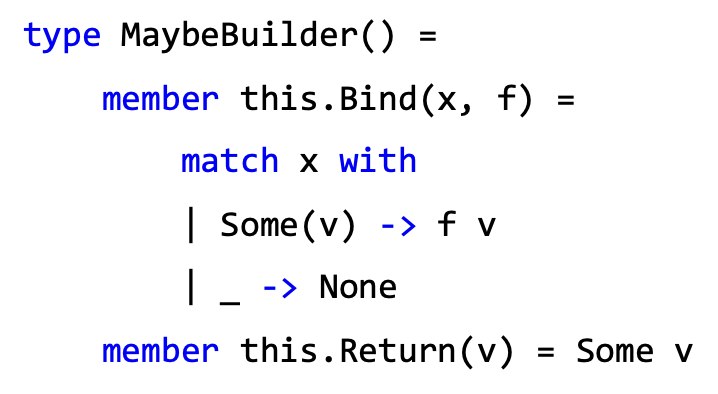 type MaybeBuilder() =
    member this.Bind(x, f) =
        match x with
        | Some(v) -> f v
        | _ -> None
    member this.Return(v) = Some v